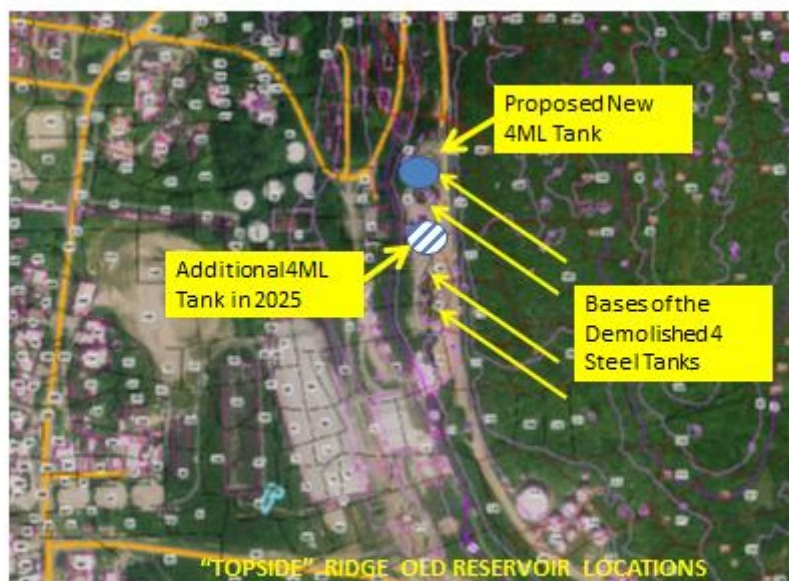 Proposed New
4ML Tank
Additional 4ML
Tank in 2025
Bases of the
Demolished 4
Steel Tanks
"TOPSIDE" RIDGE OLD RESERVOIR LOCATIONS